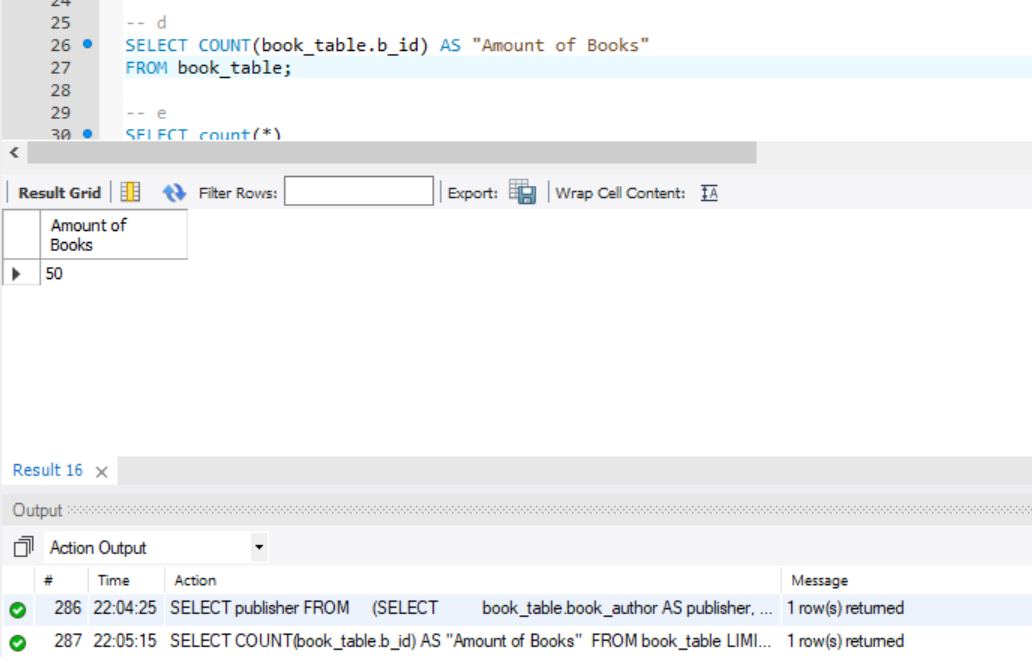 24
25 -- d
26 SELECT COUNT(book_table.b_id) AS "Amount of Books"
27 FROM book_table;
28
29 -- e
30 SELECT count(*)
Result Grid Filter Rows: Export: Wrap Cell Content: IA
Amount of
Books
50
Result 16
Output
Action Output
# Time Action Message
286 22:04:25 SELECT publisher FROM (SELECT book_table.book_author AS publisher, ... 1 row(s) returned
287 22:05:15 SELECT COUNT(book_table.b_id) AS "Amount of Books" FROM book_table LIMI... 1 row(s) returned